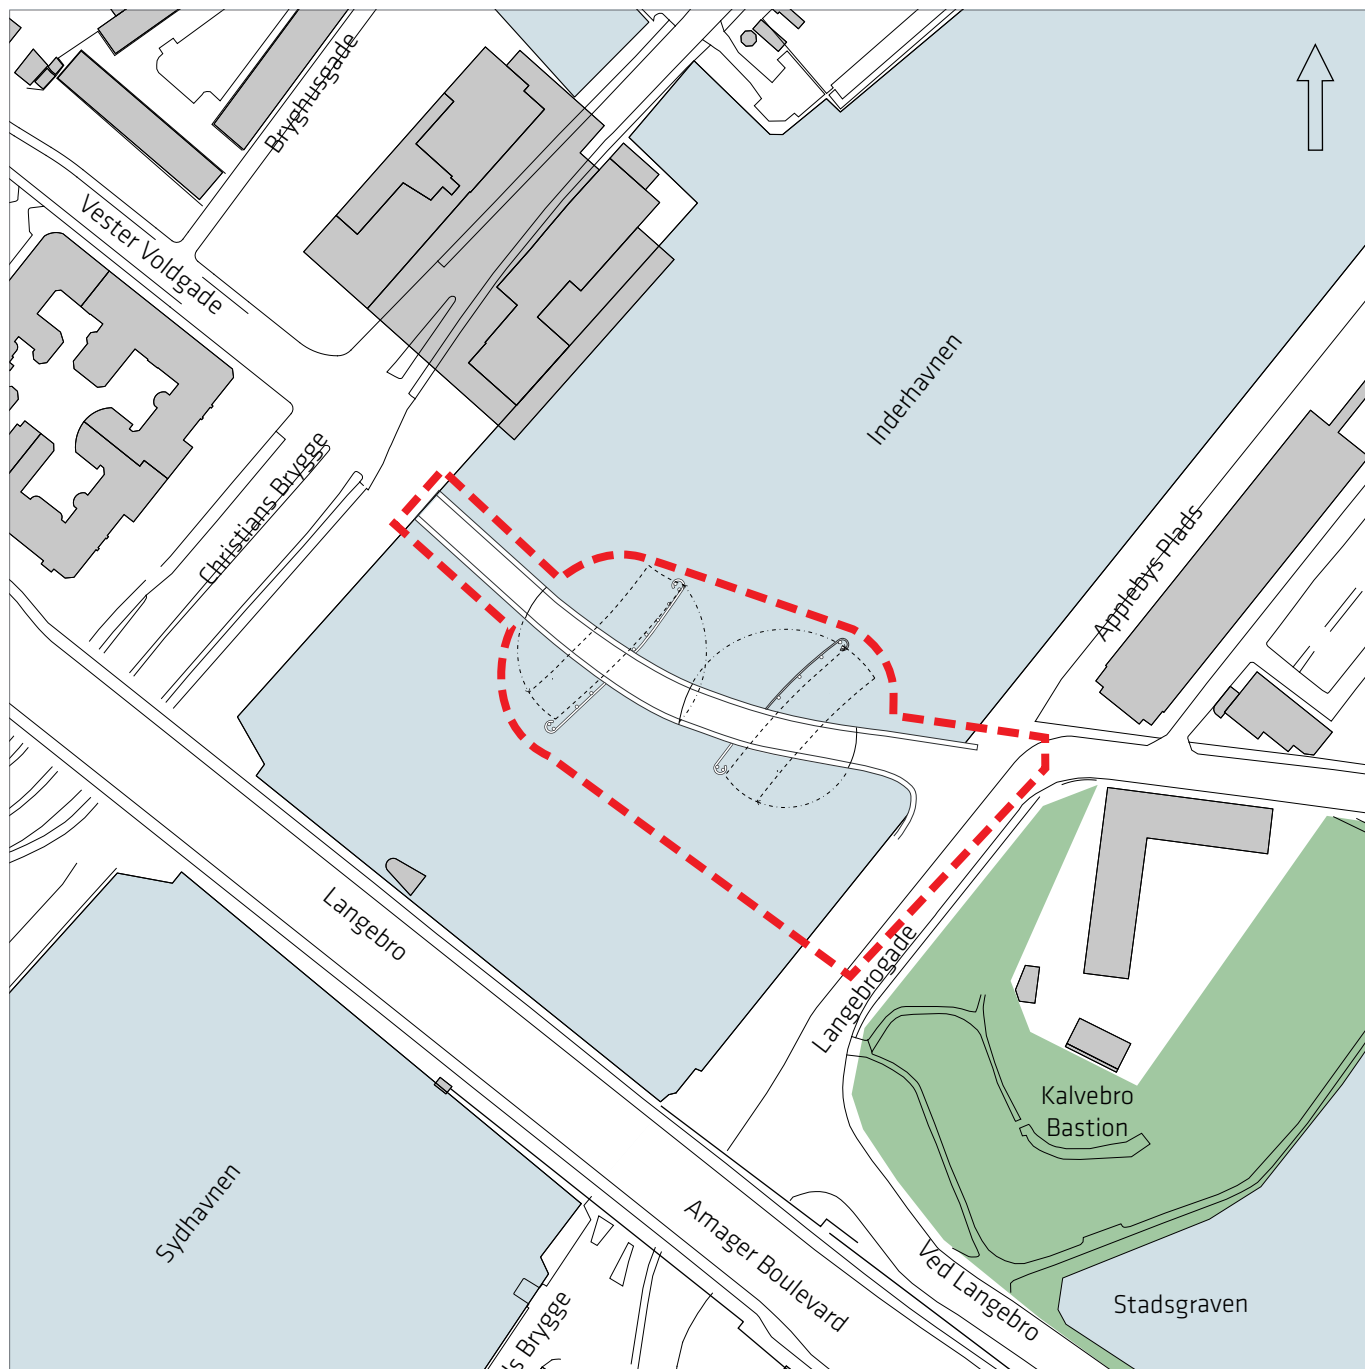 Bryghusgade
Vester Voldgade
Inderhavnen
Christians Brygge
Applebys Plads
Langebro
Langebrogade
Kalvebro
Bastion
Sydhavnen
Amager Boulevard
Ved Langebro
Stadsgraven
ds Brygge